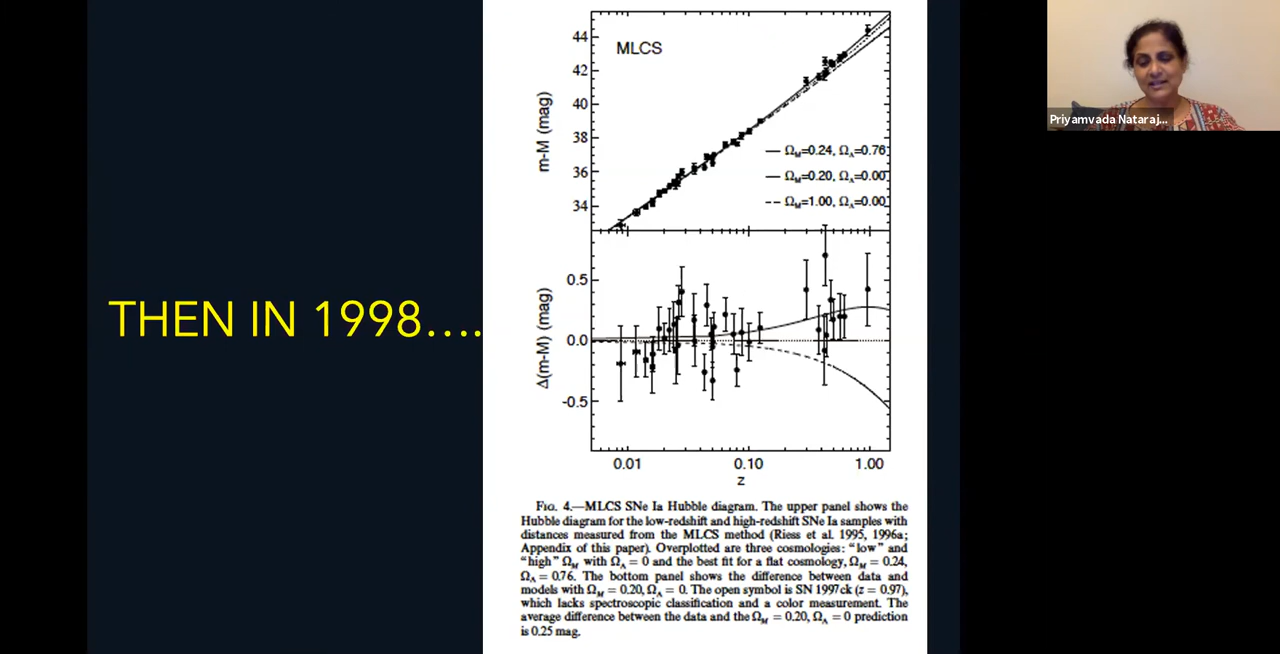 THEN IN 1998....
MLCS
m-M (mag)
44
42
40
38
36
34
— Ω_M=0.24, Ω_Λ=0.76
— Ω_M=0.20, Ω_Λ=0.00
-- Ω_M=1.00, Ω_Λ=0.00
Δ(m-M) (mag)
0.5
0.0
-0.5
0.01 0.10 1.00
z
FIG. 4.—MLCS SNe Ia Hubble diagram. The upper panel shows the
Hubble diagram for the low-redshift and high-redshift SNe Ia samples with
distances measured from the MLCS method (Riess et al. 1995, 1996a;
Appendix of this paper). Overplotted are three cosmologies: “low” and
“high” Ω_M with Ω_Λ = 0 and the best fit for a flat cosmology, Ω_M = 0.24,
Ω_Λ = 0.76. The bottom panel shows the difference between data and
models with Ω_M = 0.20, Ω_Λ = 0. The open symbol is SN 1997ck (z = 0.97),
which lacks spectroscopic classification and a color measurement. The
average difference between the data and the Ω_M = 0.20, Ω_Λ = 0 prediction
is 0.25 mag.
Priyamvada Nataraj...